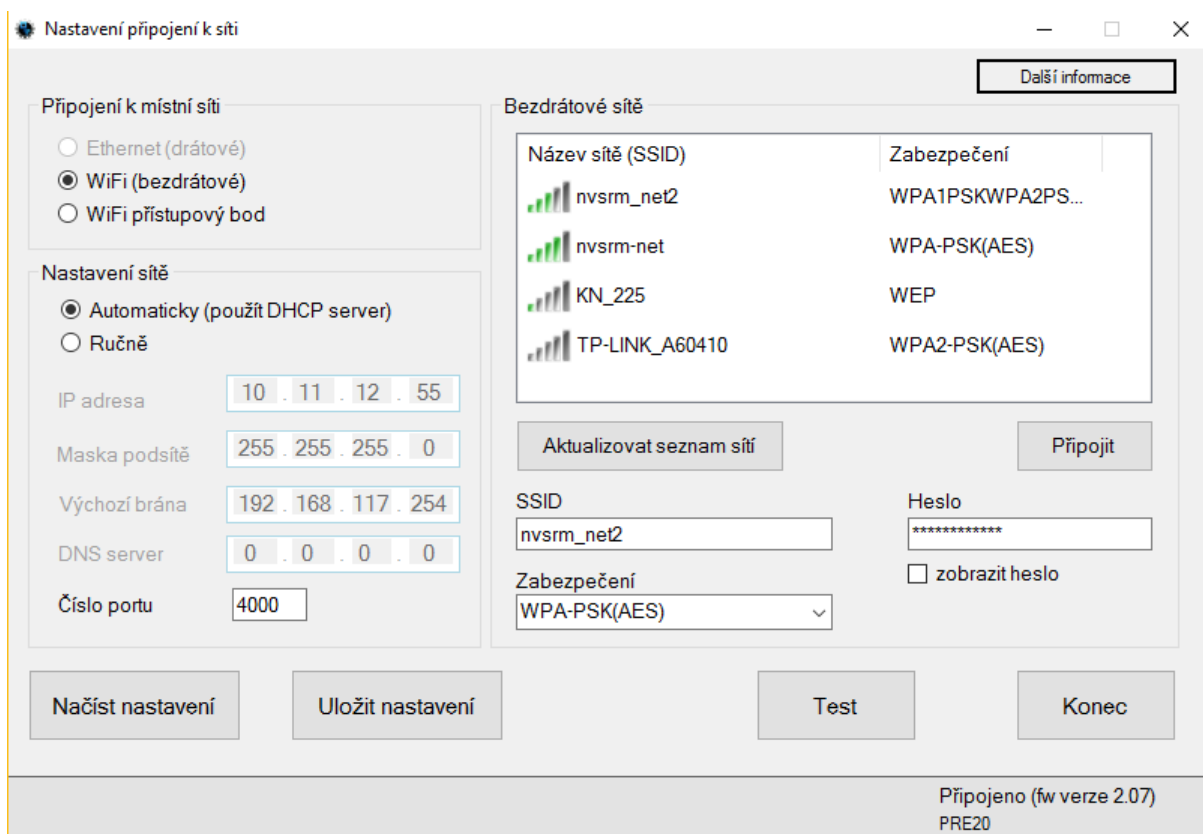 Nastavení připojení k síti
Další informace
Připojení k místní síti
Ethernet (drátové)
WiFi (bezdrátové)
WiFi přístupový bod
Nastavení sítě
Automaticky (použít DHCP server)
Ručně
IP adresa 10 . 11 . 12 . 55
Maska podsítě 255 . 255 . 255 . 0
Výchozí brána 192 . 168 . 117 . 254
DNS server 0 . 0 . 0 . 0
Číslo portu 4000
Bezdrátové sítě
Název sítě (SSID) Zabezpečení
nvsrm_net2 WPA1PSKWPA2PS...
nvsrm-net WPA-PSK(AES)
KN_225 WEP
TP-LINK_A60410 WPA2-PSK(AES)
Aktualizovat seznam sítí Připojit
SSID Heslo
nvsrm_net2 ************
zobrazit heslo
Zabezpečení
WPA-PSK(AES)
Načíst nastavení Uložit nastavení Test Konec
Připojeno (fw verze 2.07)
PRE20